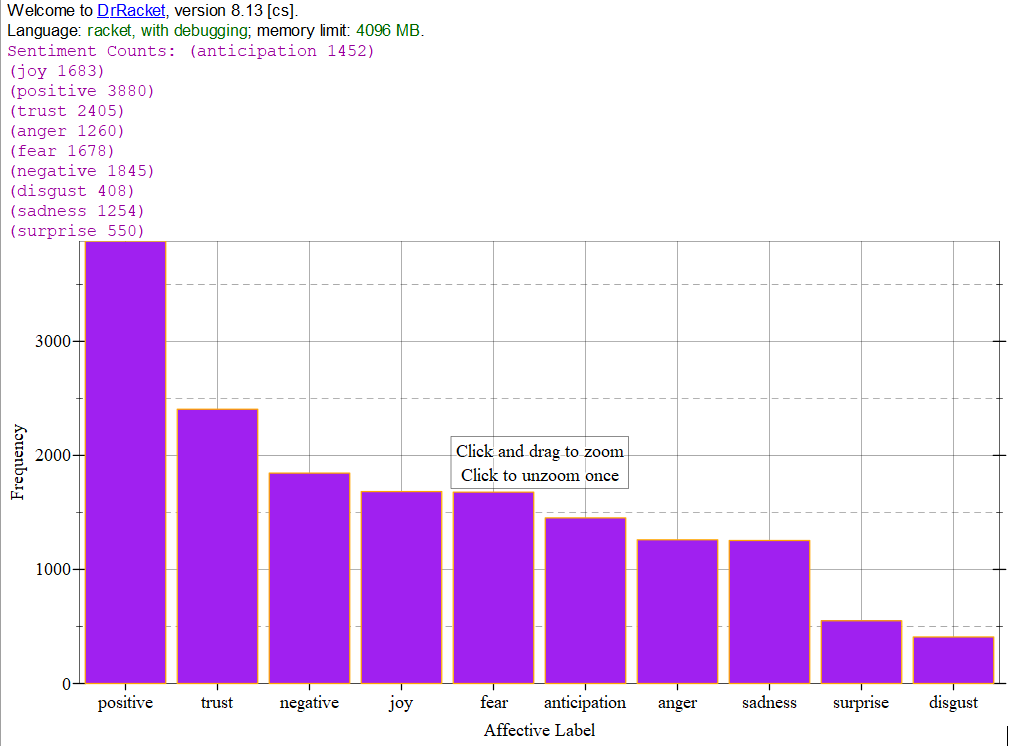 Welcome to DrRacket, version 8.13 [cs].
Language: racket, with debugging; memory limit: 4096 MB.
Sentiment Counts: (anticipation 1452)
(joy 1683)
(positive 3880)
(trust 2405)
(anger 1260)
(fear 1678)
(negative 1845)
(disgust 408)
(sadness 1254)
(surprise 550)
3000
2000
1000
0
Frequency
Click and drag to zoom
Click to unzoom once
positive trust negative joy fear anticipation anger sadness surprise disgust
Affective Label